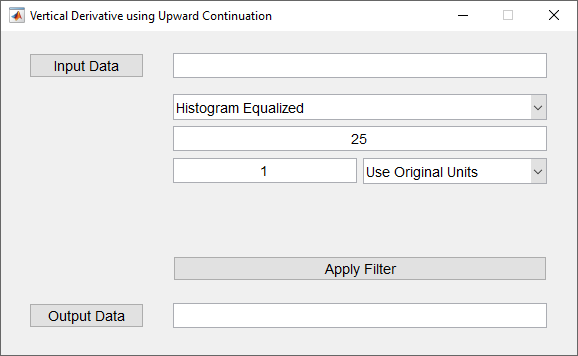 Vertical Derivative using Upward Continuation
Input Data
Histogram Equalized
25
1 Use Original Units
Apply Filter
Output Data